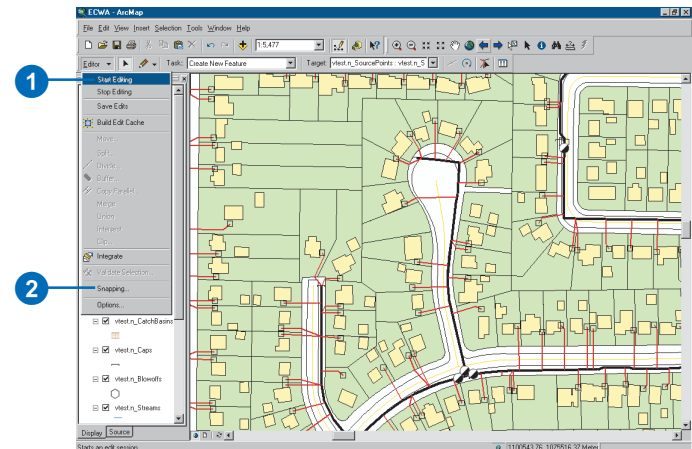 ECWA - ArcMap
File Edit View Insert Selection Tools Window Help
1:5,477
Editor Task: Create New Feature Target: vtest.n_SourcePoints : vtest.n_S
1
Start Editing
Stop Editing
Save Edits
Build Edit Cache
Move...
Split...
Divide...
Buffer...
Copy Parallel...
Merge
Union
Intersect
Clip...
Integrate
Validate Selection...
2
Snapping...
Options...
vtest.n_CatchBasins
vtest.n_Caps
vtest.n_Blowoffs
vtest.n_Streams
Display Source
Starts an edit session
1100543.76 1025516.37 Meters